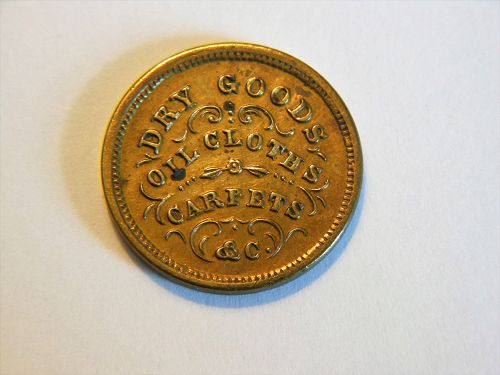 DRY GOODS
OIL CLOTHS
CARPETS
&C.